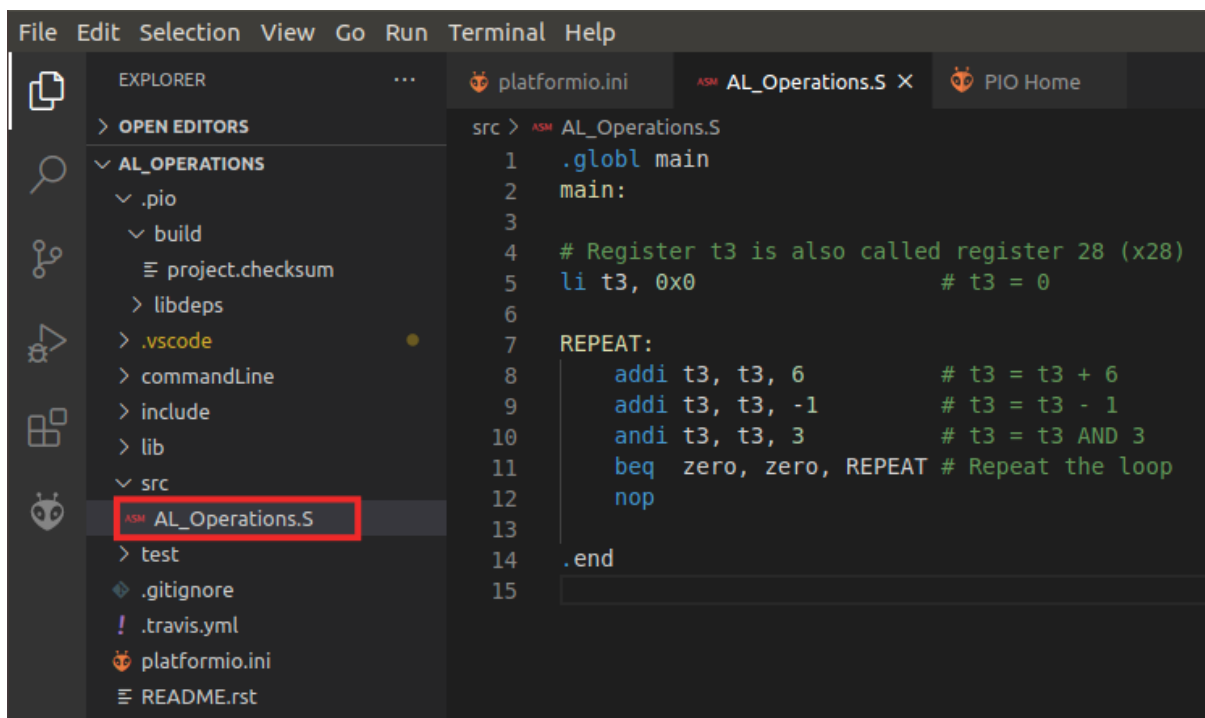 File Edit Selection View Go Run Terminal Help
EXPLORER ...
> OPEN EDITORS
AL_OPERATIONS
.pio
build
project.checksum
> libdeps
> .vscode
> commandLine
> include
> lib
src
ASM AL_Operations.S
> test
.gitignore
! .travis.yml
platformio.ini
README.rst
platformio.ini ASM AL_Operations.S × PIO Home
src > ASM AL_Operations.S
1 .globl main
2 main:
3
4 # Register t3 is also called register 28 (x28)
5 li t3, 0x0 # t3 = 0
6
7 REPEAT:
8 addi t3, t3, 6 # t3 = t3 + 6
9 addi t3, t3, -1 # t3 = t3 - 1
10 andi t3, t3, 3 # t3 = t3 AND 3
11 beq zero, zero, REPEAT # Repeat the loop
12 nop
13
14 .end
15